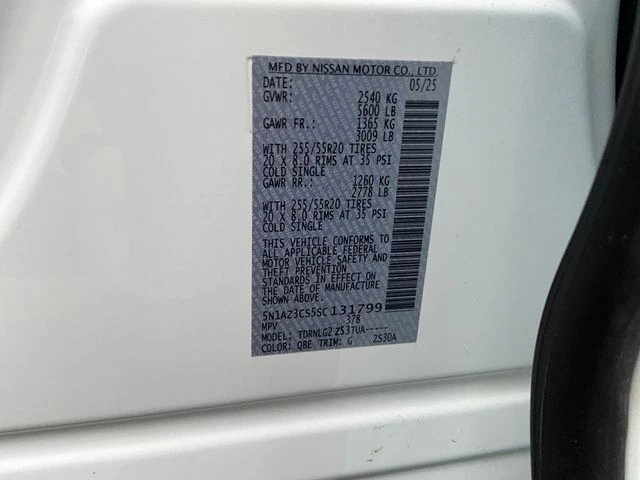 MFD BY NISSAN MOTOR CO., LTD.
DATE: 05/25
GVWR: 2540 KG
5600 LB
GAWR FR.: 1365 KG
3009 LB
WITH 255/55R20 TIRES
20 X 8.0 RIMS AT 35 PSI
COLD SINGLE
GAWR RR.: 1260 KG
2778 LB
WITH 255/55R20 TIRES
20 X 8.0 RIMS AT 35 PSI
COLD SINGLE
THIS VEHICLE CONFORMS TO
ALL APPLICABLE FEDERAL
MOTOR VEHICLE SAFETY AND
THEFT PREVENTION
STANDARDS IN EFFECT ON
THE DATE OF MANUFACTURE
SHOWN ABOVE.
5N1AZ3CS5SC131799
MPV 378
MODEL: TDRNLGZ Z53TUA-----
COLOR: QBE TRIM: G ZS30A